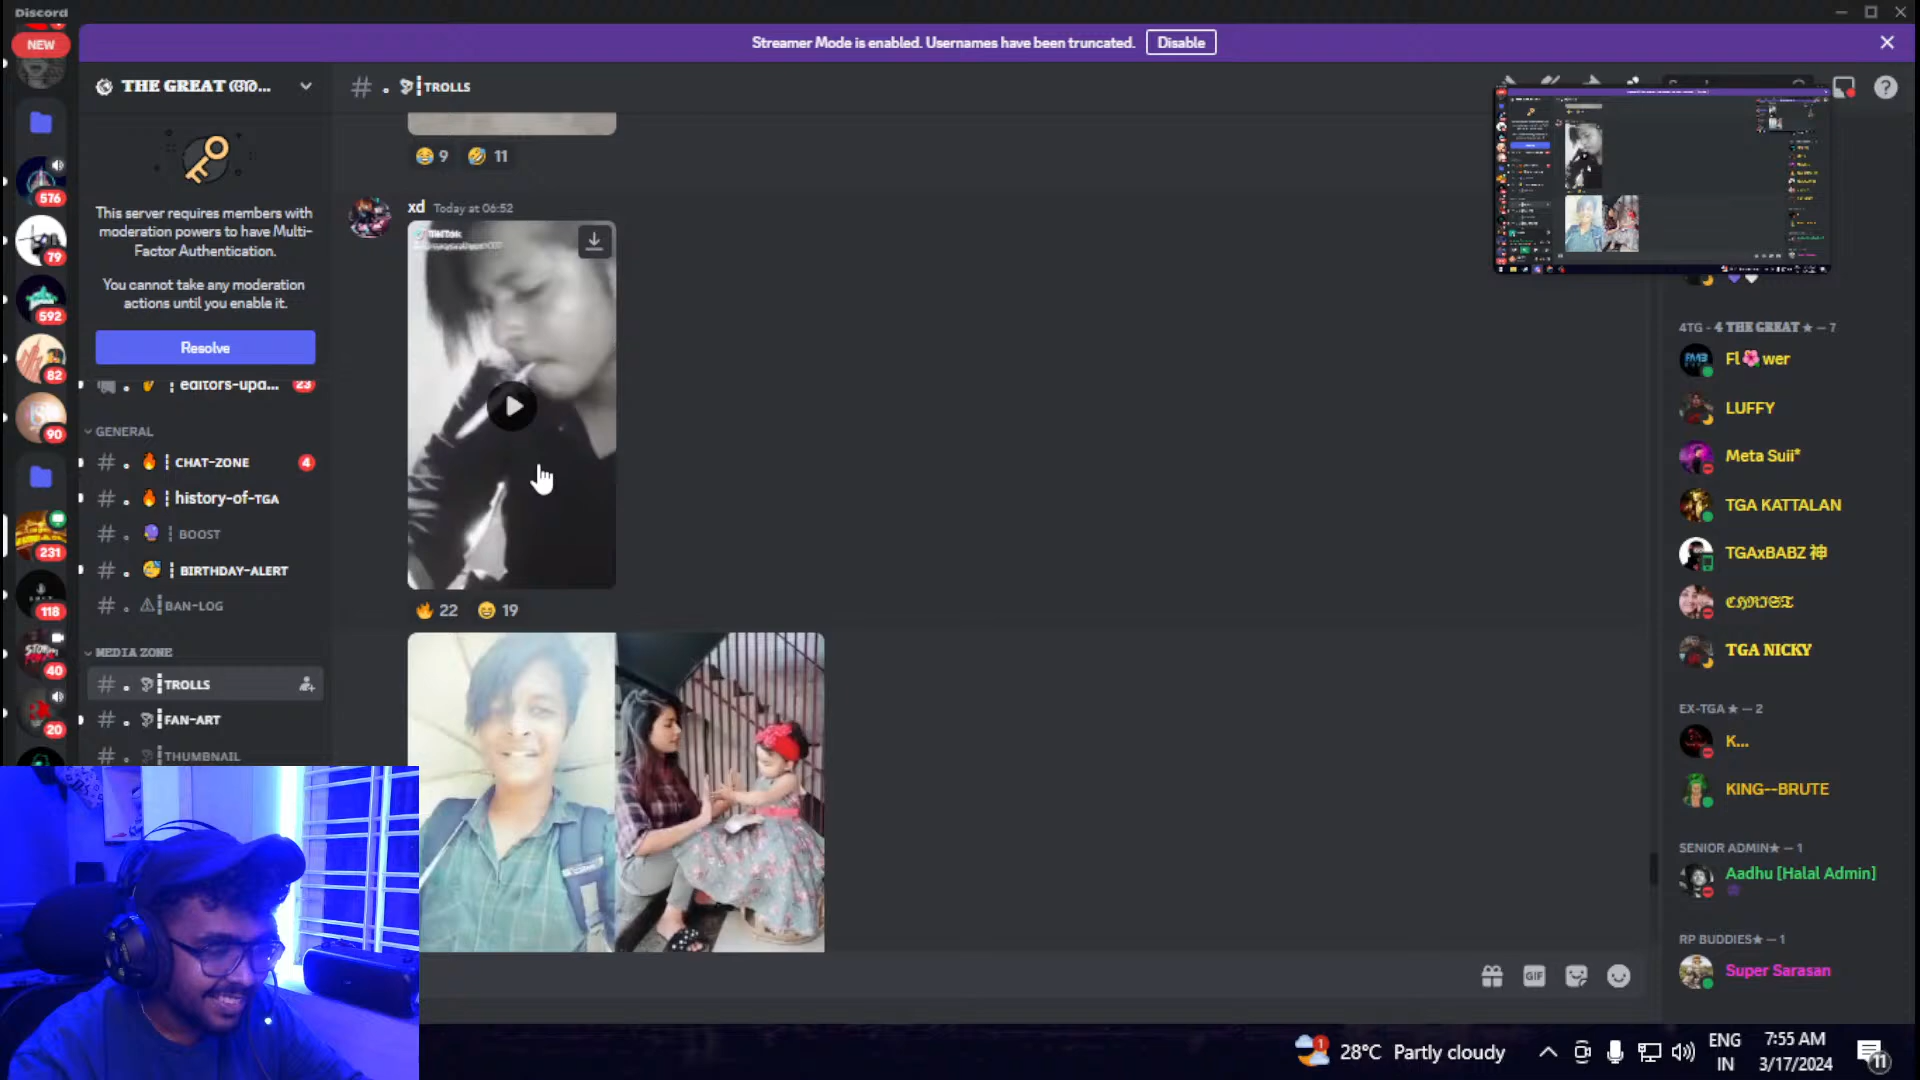 Discord
Streamer Mode is enabled. Usernames have been truncated.
Disable
NEW
576
79
592
82
90
231
118
40
20
THE GREAT
This server requires members with
moderation powers to have Multi-
Factor Authentication.
You cannot take any moderation
actions until you enable it.
Resolve
editors-upd...
23
GENERAL
CHAT-ZONE
4
history-of-TGA
BOOST
BIRTHDAY-ALERT
BAN-LOG
MEDIA ZONE
TROLLS
FAN-ART
THUMBNAIL
TROLLS
9
11
xd Today at 06:52
TikTok
22
19
GIF
4TG - 4 THE GREAT ★ — 7
Fl🌺wer
LUFFY
Meta Suii*
TGA KATTALAN
TGAxBABZ 神
CHRIST
TGA NICKY
EX-TGA ★ — 2
K...
KING--BRUTE
SENIOR ADMIN★ — 1
Aadhu [Halal Admin]
RP BUDDIES★ — 1
Super Sarasan
1
28°C Partly cloudy
ENG
IN
7:55 AM
3/17/2024
11